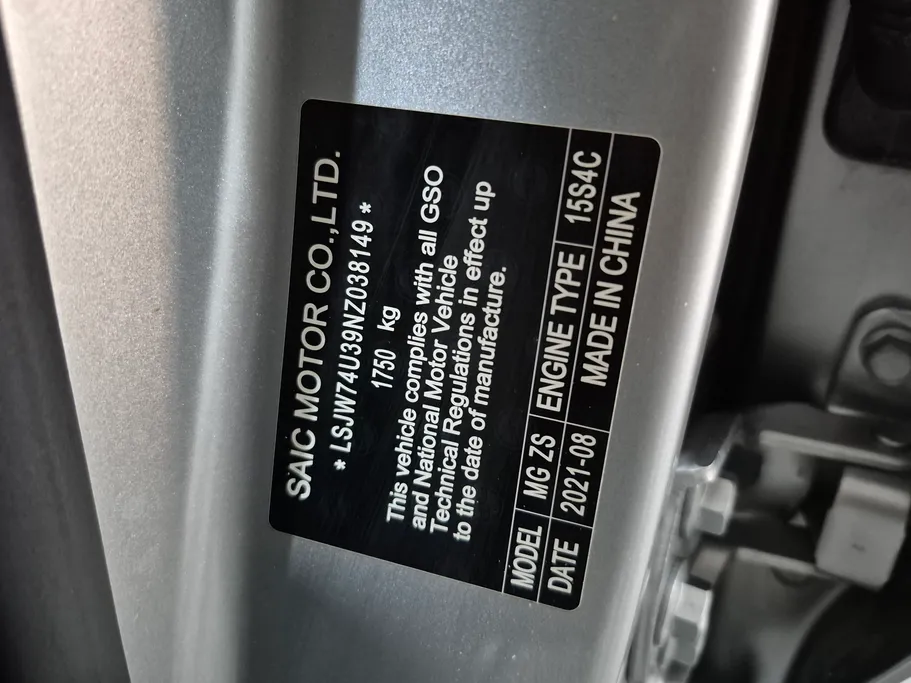 SAIC MOTOR CO.,LTD.
* LSJW74U39NZ038149 *
1750 kg
This vehicle complies with all GSO
and National Motor Vehicle
Technical Regulations in effect up
to the date of manufacture.
MODEL MG ZS ENGINE TYPE 15S4C
DATE 2021-08 MADE IN CHINA